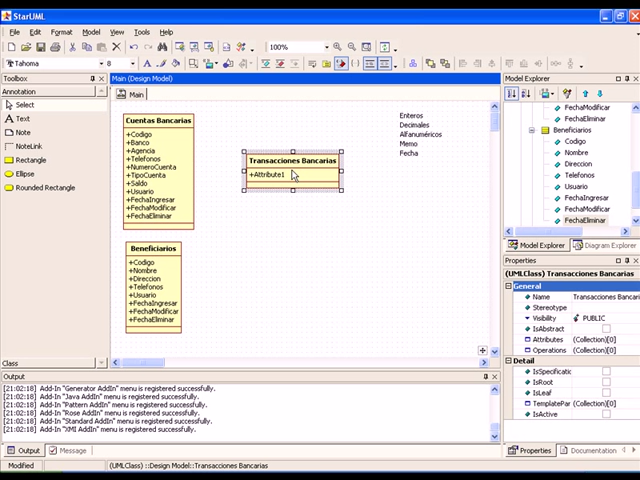 StarUML
File Edit Format Model View Tools Help
100%
Tahoma 8
Toolbox
Main (Design Model)
Model Explorer
Annotation
Main
Select
Text
Note
NoteLink
Rectangle
Ellipse
Rounded Rectangle
Class
Cuentas Bancarias
+Codigo
+Banco
+Agencia
+Telefonos
+NumeroCuenta
+TipoCuenta
+Saldo
+Usuario
+FechaIngresar
+FechaModificar
+FechaEliminar
Transacciones Bancarias
+Attribute1
Enteros
Decimales
Alfanuméricos
Memo
Fecha
Beneficiarios
+Codigo
+Nombre
+Direccion
+Telefonos
+Usuario
+FechaIngresar
+FechaModificar
+FechaEliminar
FechaModificar
FechaEliminar
Beneficiarios
Codigo
Nombre
Direccion
Telefonos
Usuario
FechaIngresar
FechaModificar
FechaEliminar
Model Explorer Diagram Explorer
Properties
(UMLClass) Transacciones Bancarias
General
Name Transacciones Bancari
Stereotype
Visibility PUBLIC
IsAbstract
Attributes (Collection)[0]
Operations (Collection)[0]
Detail
IsSpecificatic
IsRoot
IsLeaf
TemplatePar (Collection)[0]
IsActive
Properties Documentation
Output
[21:02:18] Add-In "Generator AddIn" menu is registered successfully.
[21:02:18] Add-In "Java AddIn" menu is registered successfully.
[21:02:18] Add-In "Pattern AddIn" menu is registered successfully.
[21:02:18] Add-In "Rose AddIn" menu is registered successfully.
[21:02:18] Add-In "Standard AddIn" menu is registered successfully.
[21:02:18] Add-In "XMI AddIn" menu is registered successfully.
Output Message
Modified (UMLClass) ::Design Model::Transacciones Bancarias